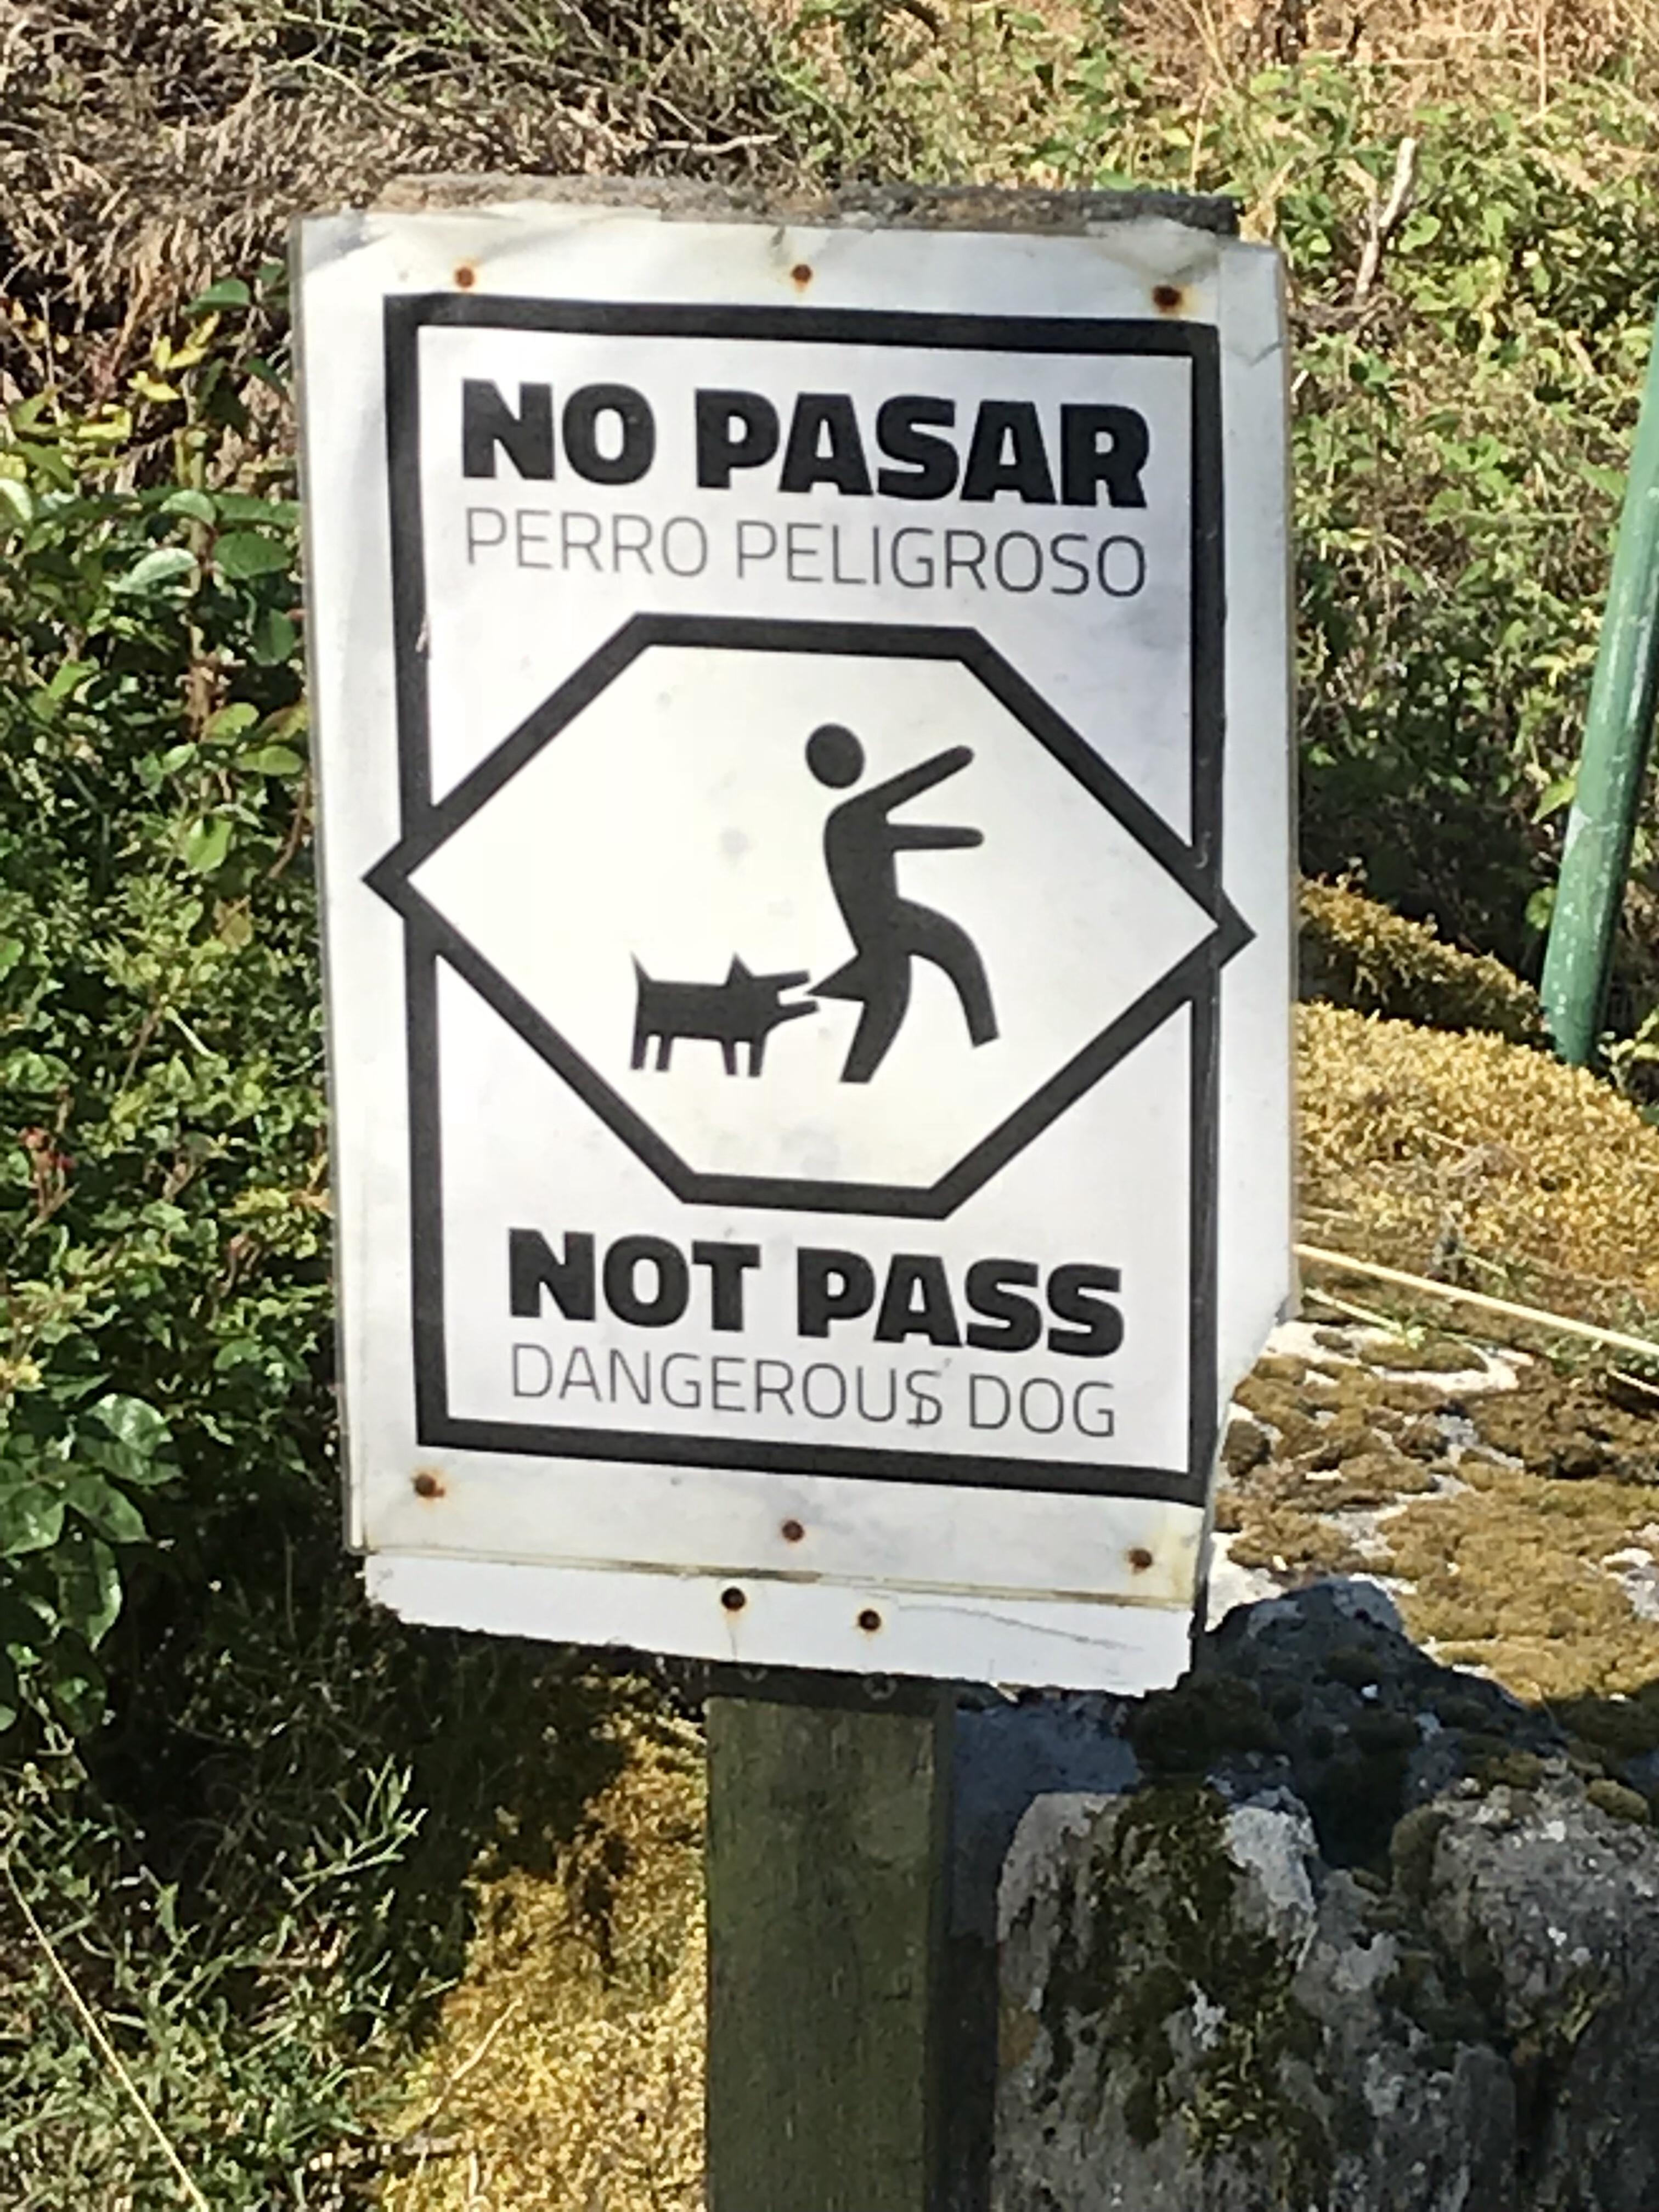 NO PASAR
PERRO PELIGROSO
NOT PASS
DANGEROUS DOG